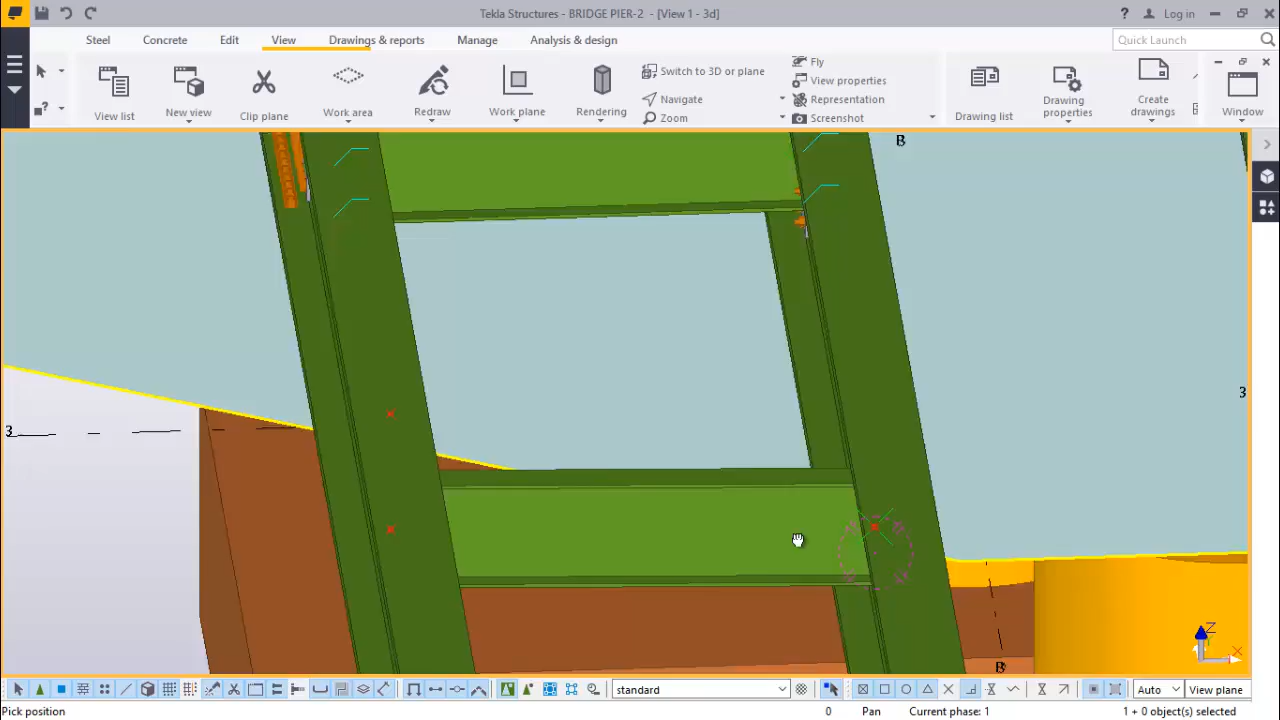 Tekla Structures - BRIDGE PIER-2 - [View 1 - 3d]
? Log in
Steel Concrete Edit View Drawings & reports Manage Analysis & design Quick Launch
View list
New view
Clip plane
Work area
Redraw
Work plane
Rendering
Switch to 3D or plane
Navigate
Zoom
Fly
View properties
Representation
Screenshot
Drawing list
Drawing properties
Create drawings
Window
B
3
3
B
Z
standard
Auto
View plane
Pick position
0
Pan
Current phase: 1
1 + 0 object(s) selected